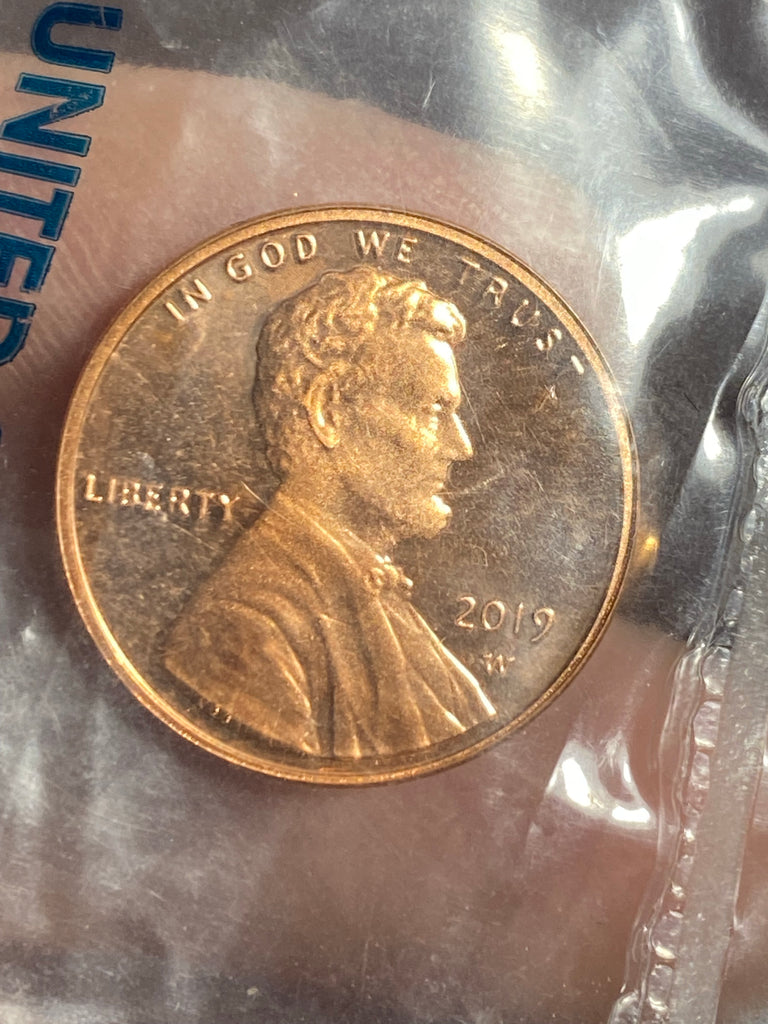 UNITED
IN GOD WE TRUST
LIBERTY
2019
W